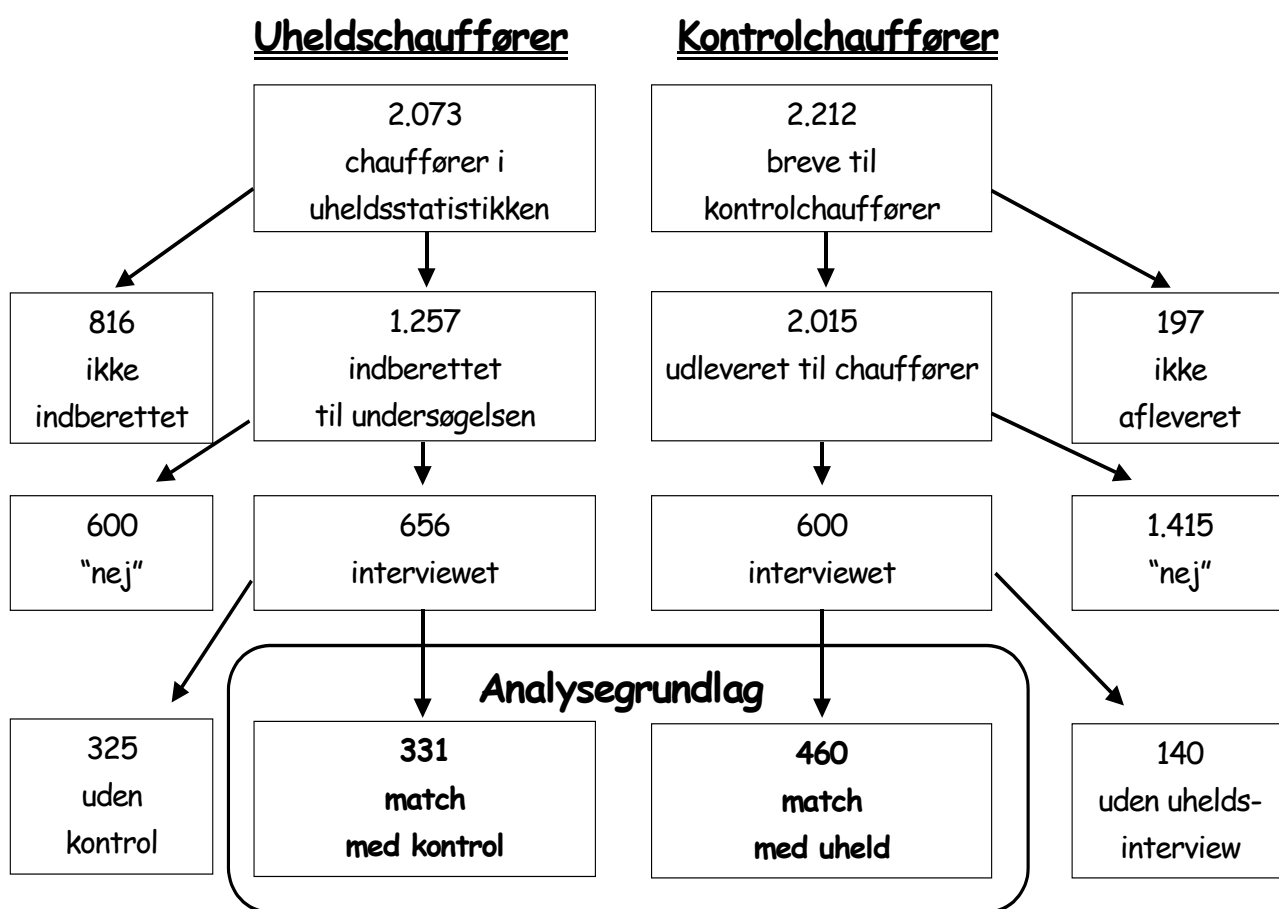 Uheldschauffører
Kontrolchauffører
2.073
chauffører i
uheldsstatistikken
2.212
breve til
kontrolchauffører
816
ikke
indberettet
1.257
indberettet
til undersøgelsen
2.015
udleveret til chauffører
197
ikke
afleveret
600
“nej”
656
interviewet
600
interviewet
1.415
“nej”
Analysegrundlag
325
uden
kontrol
331
match
med kontrol
460
match
med uheld
140
uden uhelds-
interview